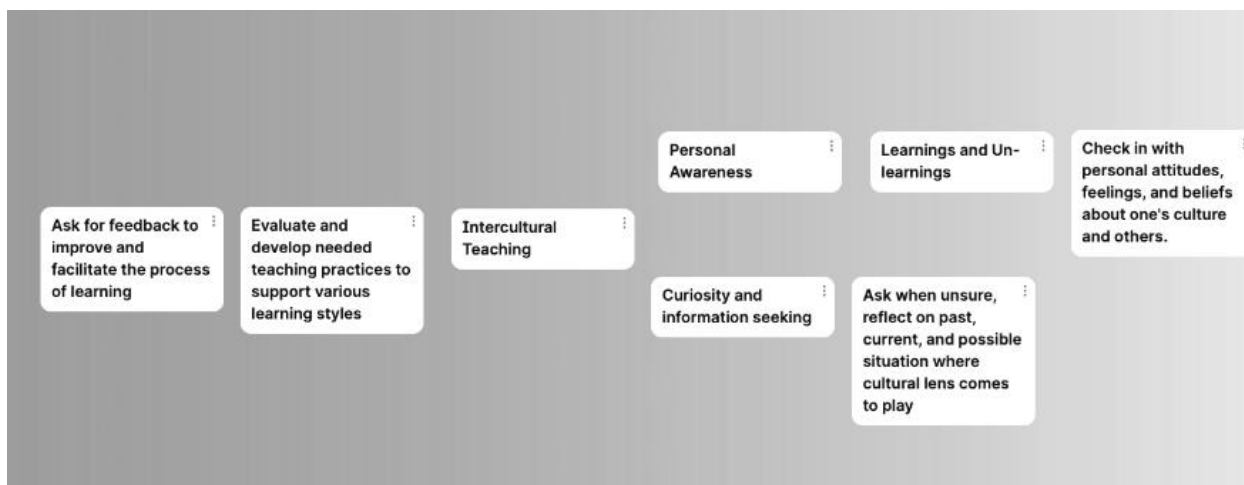 Personal
Awareness
Learnings and Un-
learnings
Check in with
personal attitudes,
feelings, and beliefs
about one's culture
and others.
Ask for feedback to
improve and
facilitate the process
of learning
Evaluate and
develop needed
teaching practices to
support various
learning styles
Intercultural
Teaching
Curiosity and
information seeking
Ask when unsure,
reflect on past,
current, and possible
situation where
cultural lens comes
to play